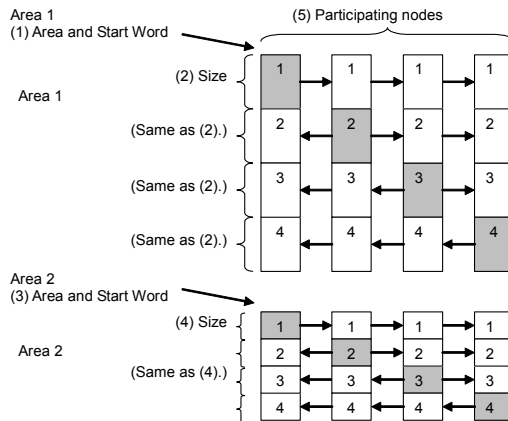 Area 1
(1) Area and Start Word
(5) Participating nodes
(2) Size
1 1 1 1
Area 1
(Same as (2).)
2 2 2 2
(Same as (2).)
3 3 3 3
(Same as (2).)
4 4 4 4
Area 2
(3) Area and Start Word
(4) Size
1 1 1 1
Area 2
2 2 2 2
(Same as (4).)
3 3 3 3
4 4 4 4